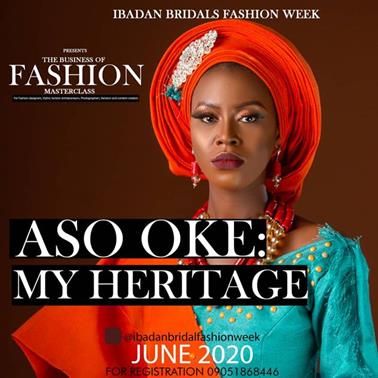 IBADAN BRIDALS FASHION WEEK
PRESENTS
THE BUSINESS OF
FASHION
MASTERCLASS
ASO OKE:
MY HERITAGE
@ibadanbridalfashionweek
JUNE 2020
FOR REGISTRATION 09051868446